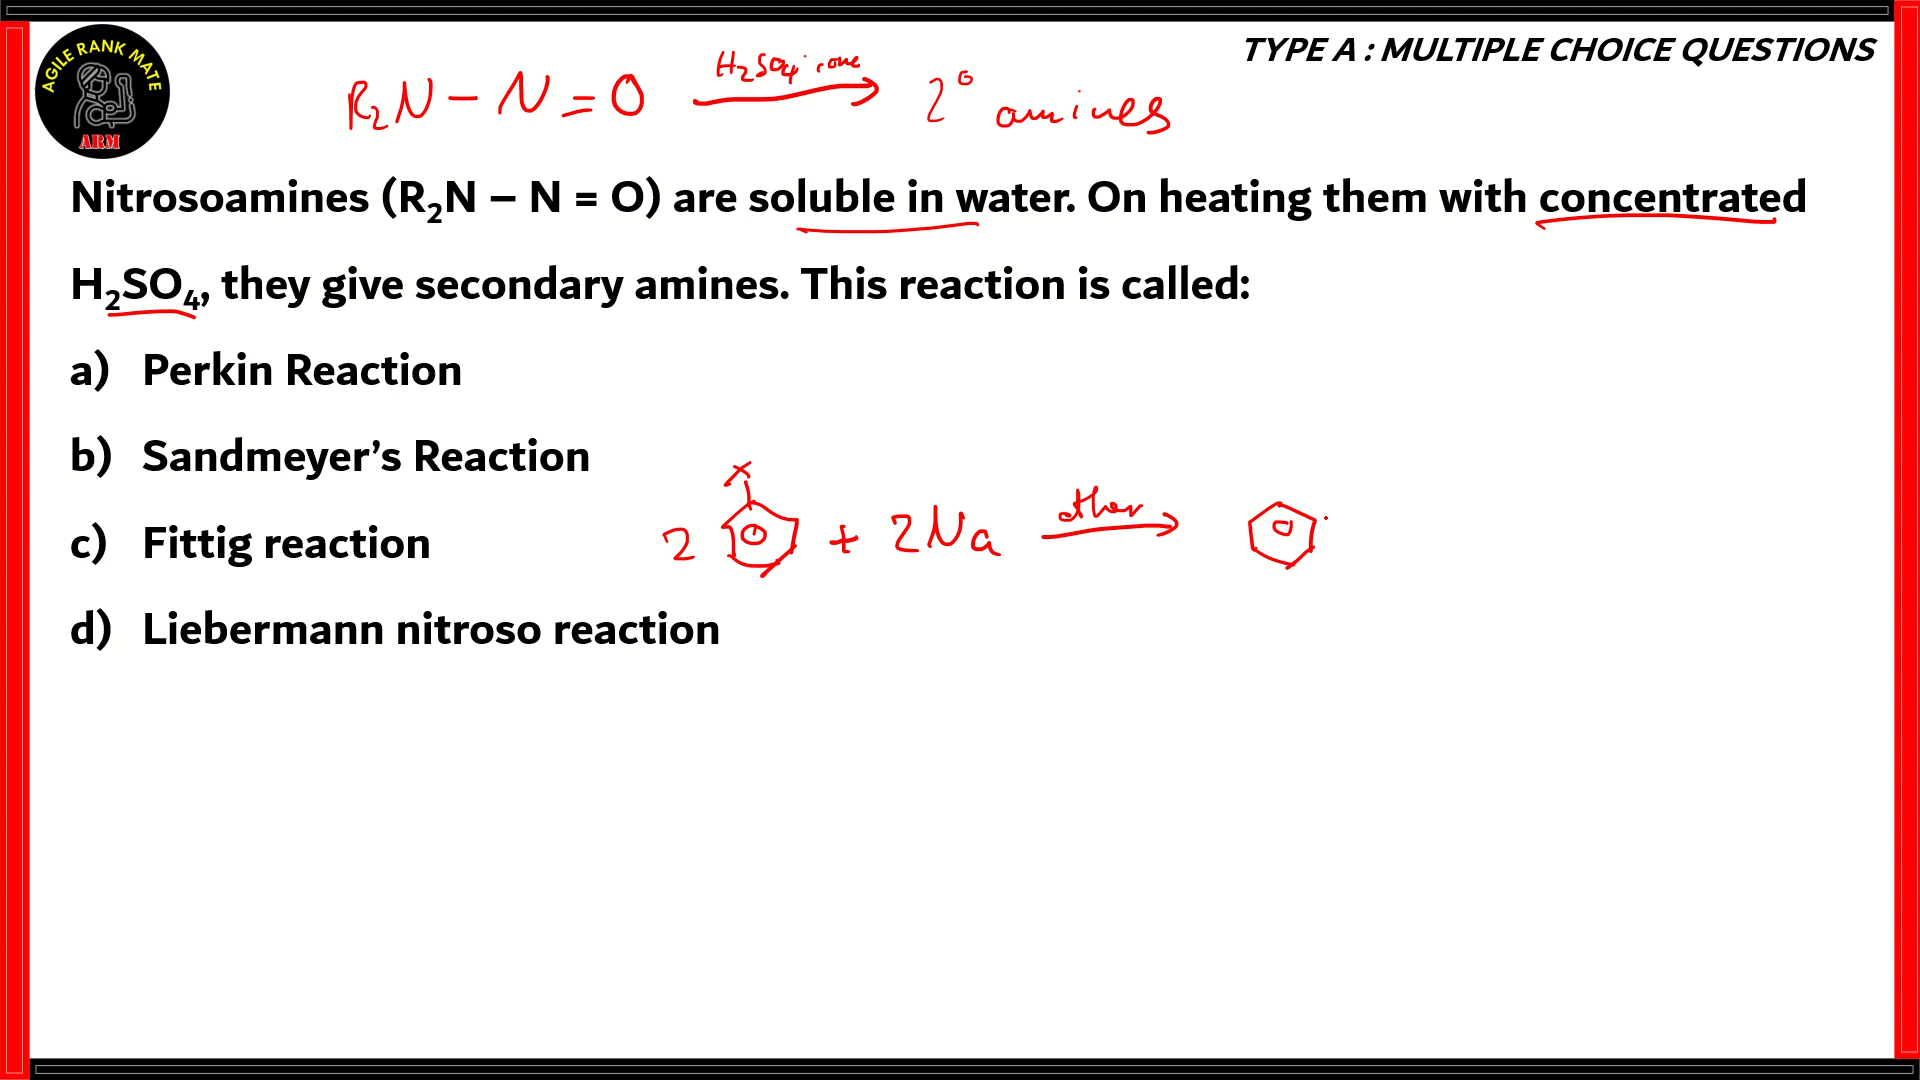 AGILE RANK MATE
ARM
TYPE A : MULTIPLE CHOICE QUESTIONS
R₂N – N = O H₂SO₄ 2° amines
Nitrosoamines (R₂N – N = O) are soluble in water. On heating them with concentrated
H₂SO₄, they give secondary amines. This reaction is called:
a) Perkin Reaction
b) Sandmeyer’s Reaction
X
c) Fittig reaction
2 + 2Na ether
d) Liebermann nitroso reaction